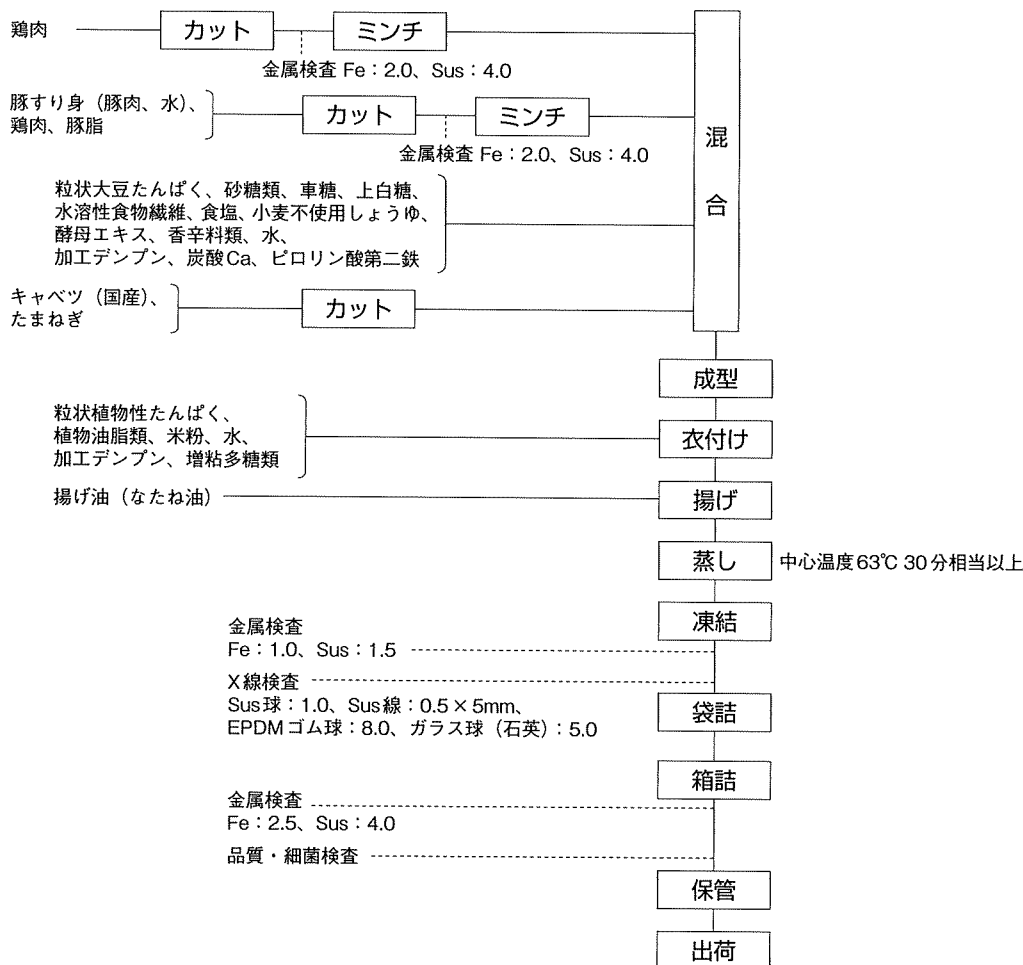 鶏肉
カット
ミンチ
金属検査 Fe：2.0、Sus：4.0
豚すり身（豚肉、水）、
鶏肉、豚脂
カット
ミンチ
金属検査 Fe：2.0、Sus：4.0
混合
粒状大豆たんぱく、砂糖類、車糖、上白糖、
水溶性食物繊維、食塩、小麦不使用しょうゆ、
酵母エキス、香辛料類、水、
加工デンプン、炭酸Ca、ピロリン酸第二鉄
キャベツ（国産）、
たまねぎ
カット
成型
粒状植物性たんぱく、
植物油脂類、米粉、水、
加工デンプン、増粘多糖類
衣付け
揚げ油（なたね油）
揚げ
蒸し
中心温度63℃ 30分相当以上
凍結
金属検査
Fe：1.0、Sus：1.5
X線検査
Sus球：1.0、Sus線：0.5×5mm、
EPDMゴム球：8.0、ガラス球（石英）：5.0
袋詰
箱詰
金属検査
Fe：2.5、Sus：4.0
品質・細菌検査
保管
出荷